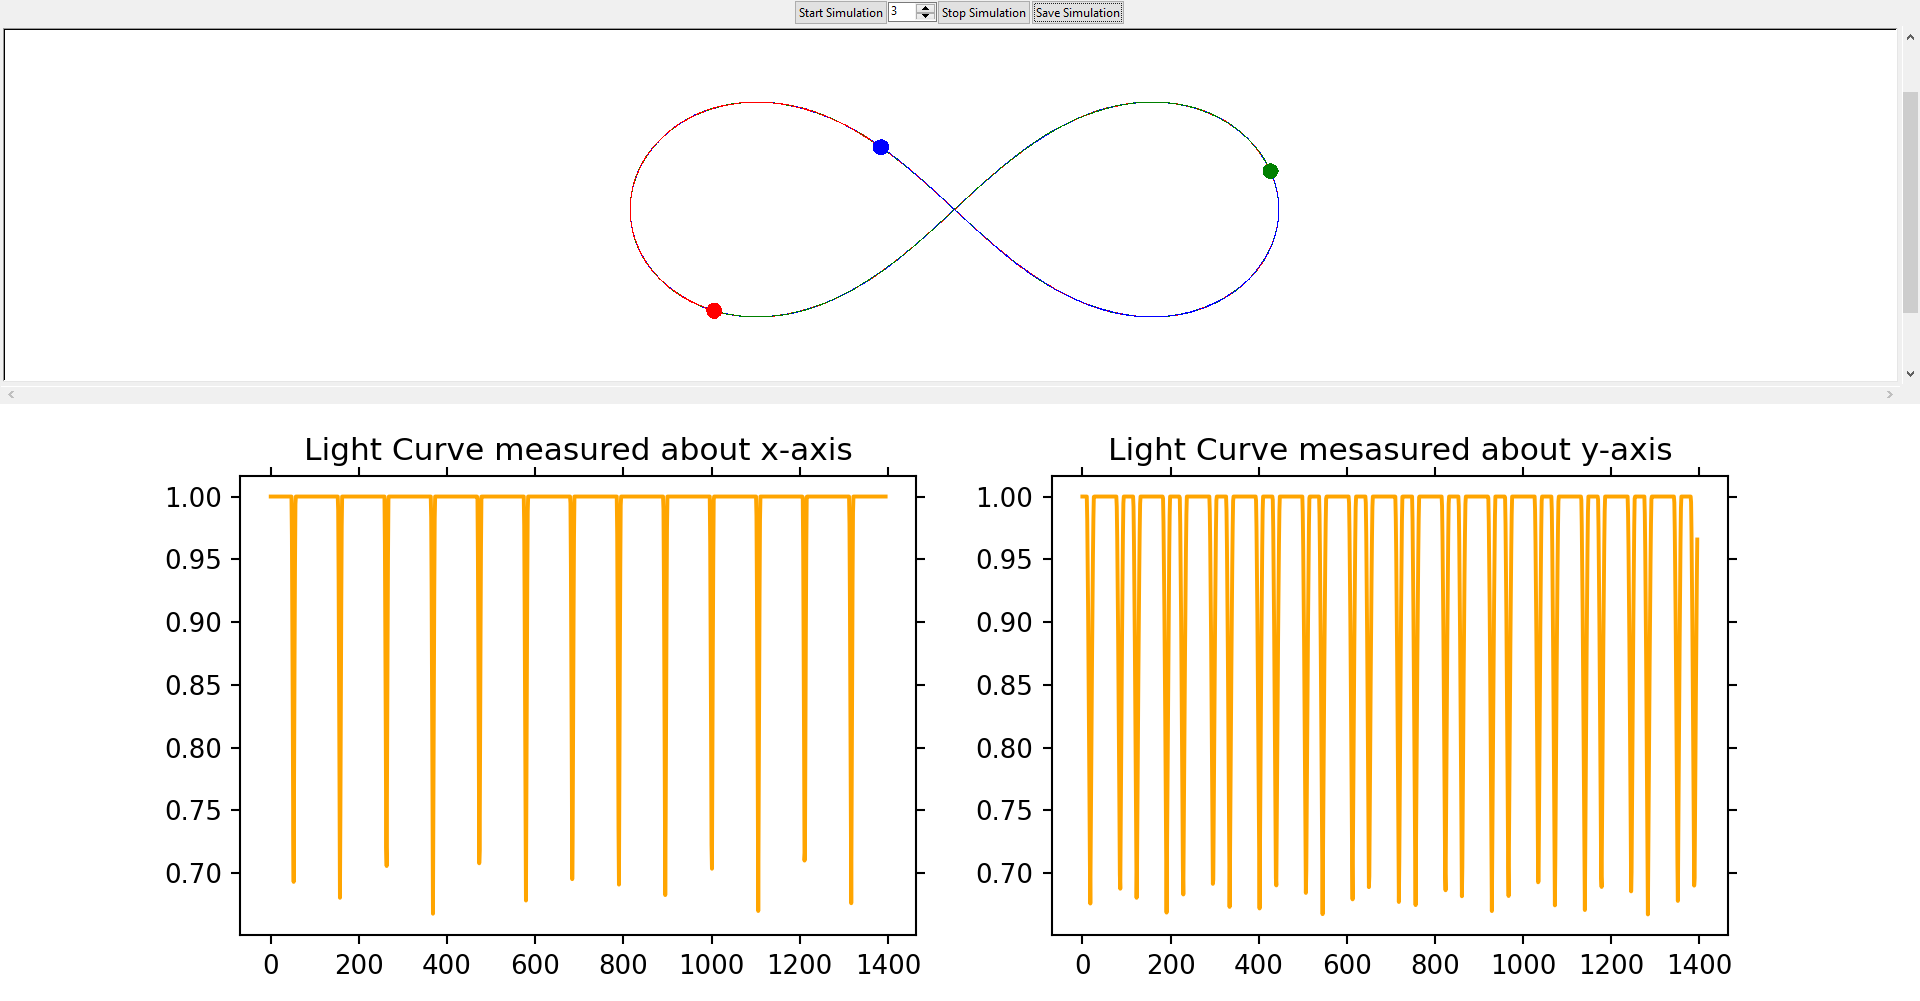 Start Simulation 3 Stop Simulation Save Simulation
Light Curve measured about x-axis
1.00
0.95
0.90
0.85
0.80
0.75
0.70
0 200 400 600 800 1000 1200 1400
Light Curve mesasured about y-axis
1.00
0.95
0.90
0.85
0.80
0.75
0.70
0 200 400 600 800 1000 1200 1400